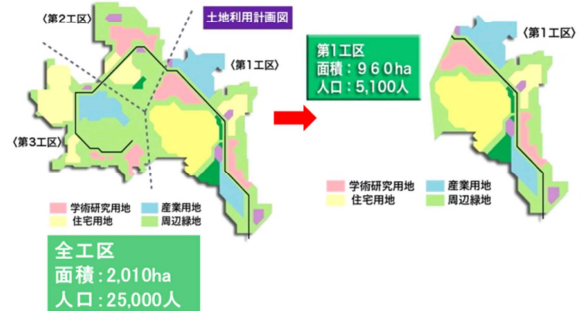 〈第2工区〉
土地利用計画図
〈第1工区〉
〈第3工区〉
学術研究用地
産業用地
住宅用地
周辺緑地
全工区
面積:2,010ha
人口:25,000人
第1工区
面積:960ha
人口:5,100人
〈第1工区〉
学術研究用地
産業用地
住宅用地
周辺緑地